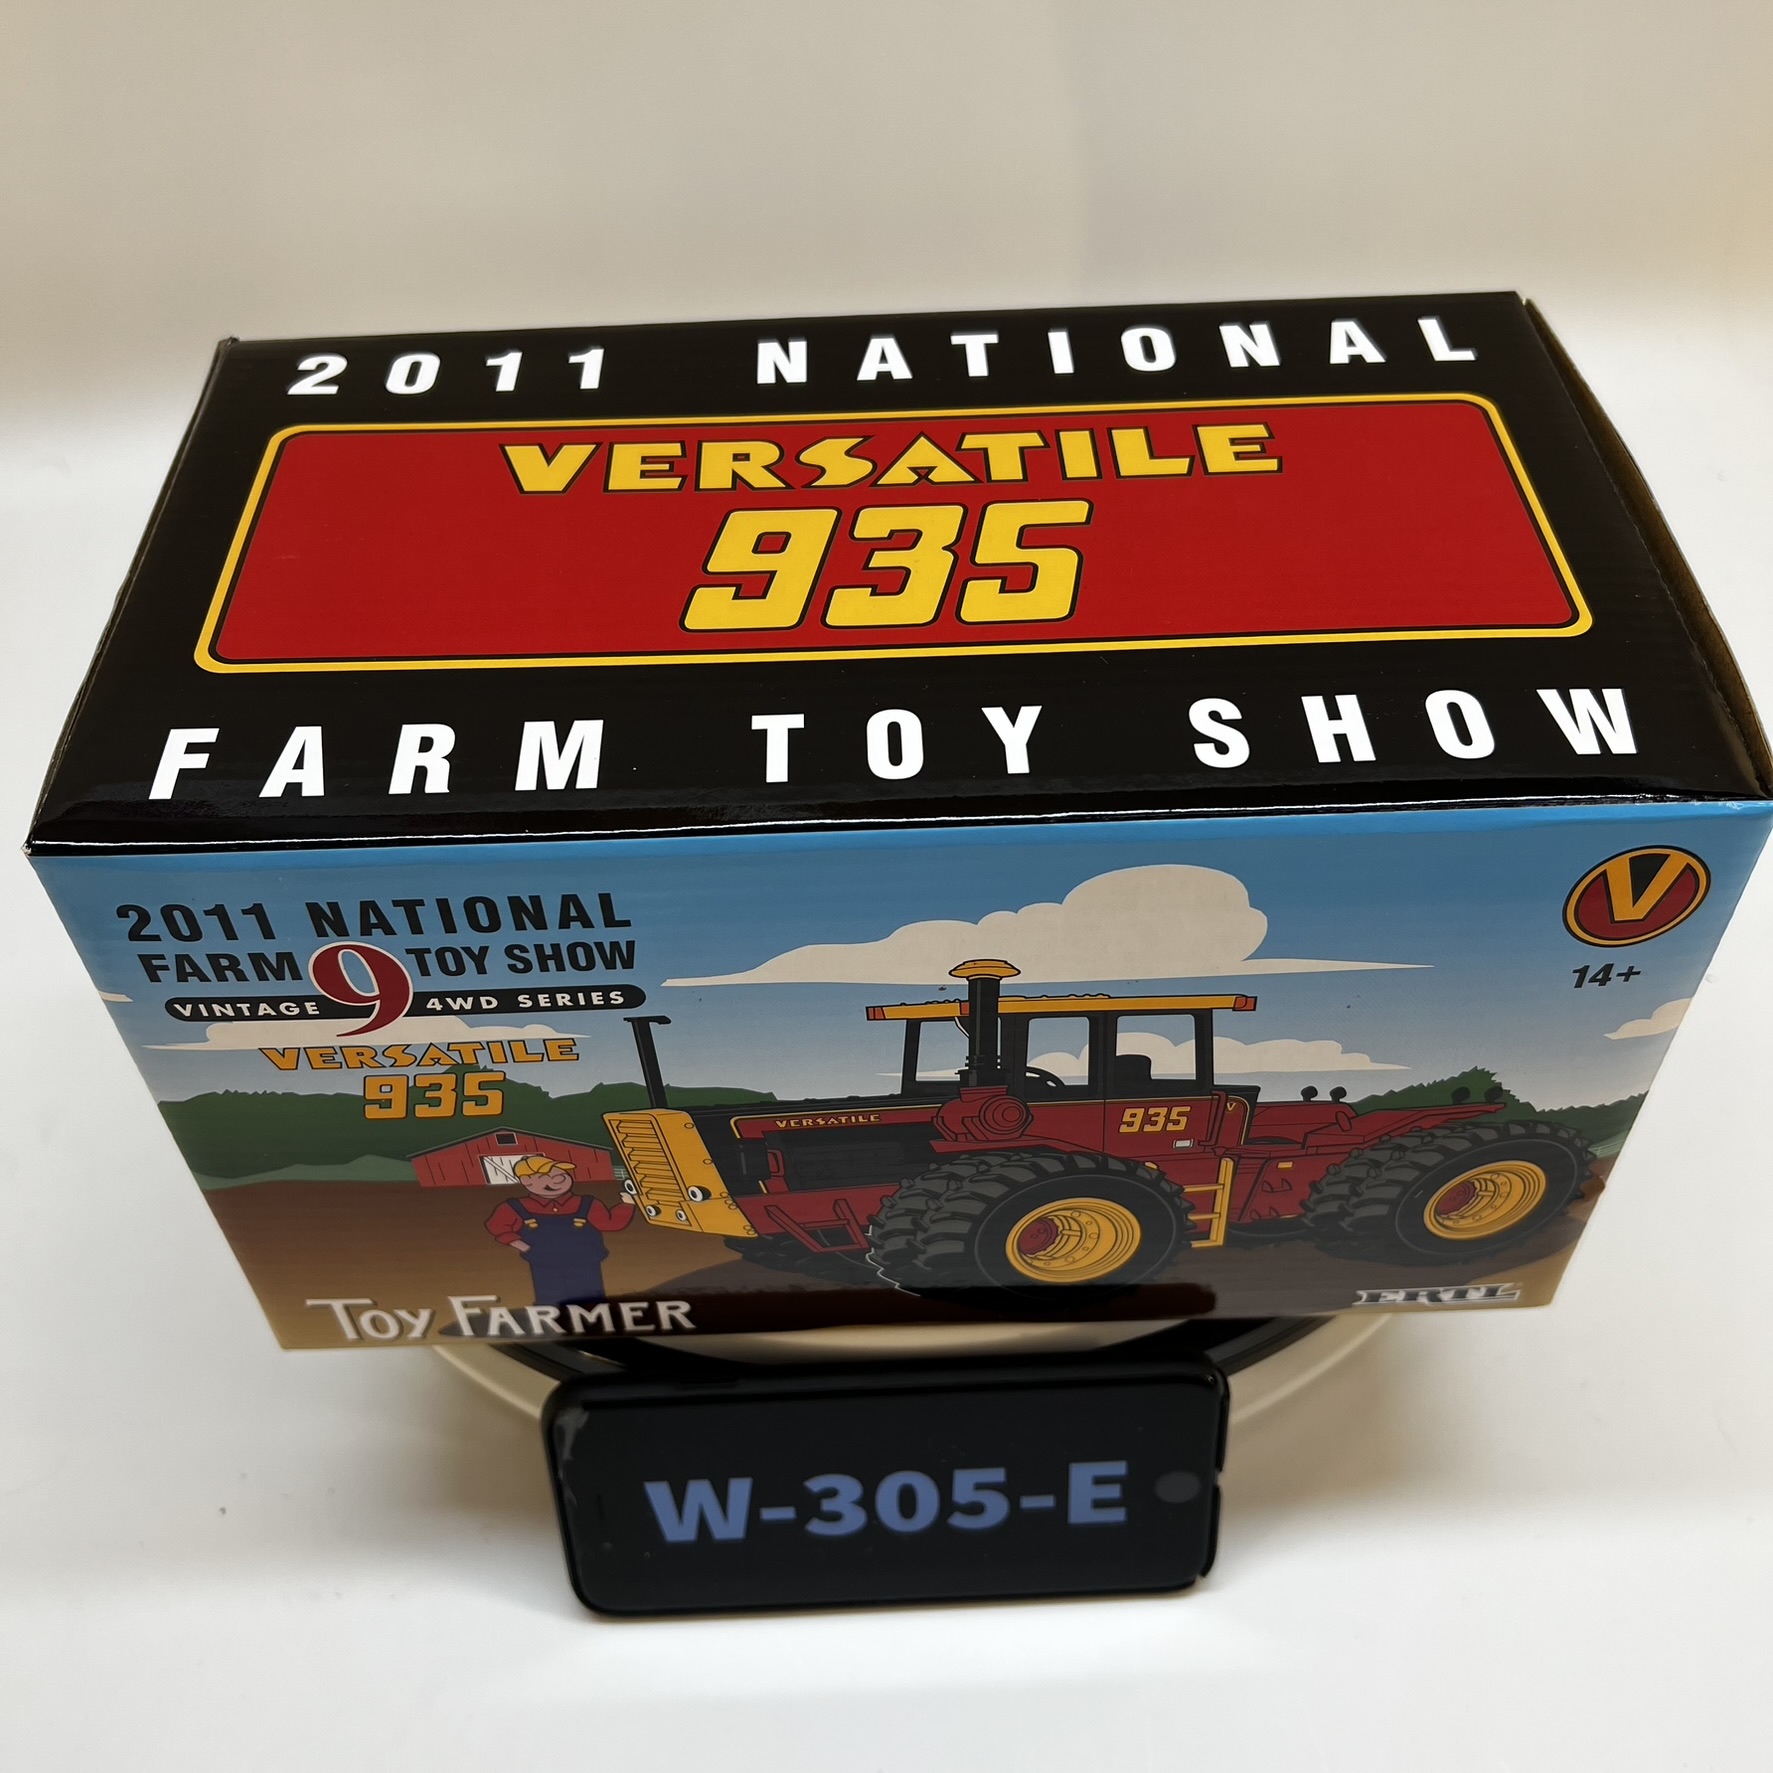 2011 NATIONAL
VERSATILE
935
FARM TOY SHOW
2011 NATIONAL
FARM 9 TOY SHOW
VINTAGE 4WD SERIES
VERSATILE
935
V
14+
VERSATILE
935
V
TOY FARMER
ERTL
W-305-E